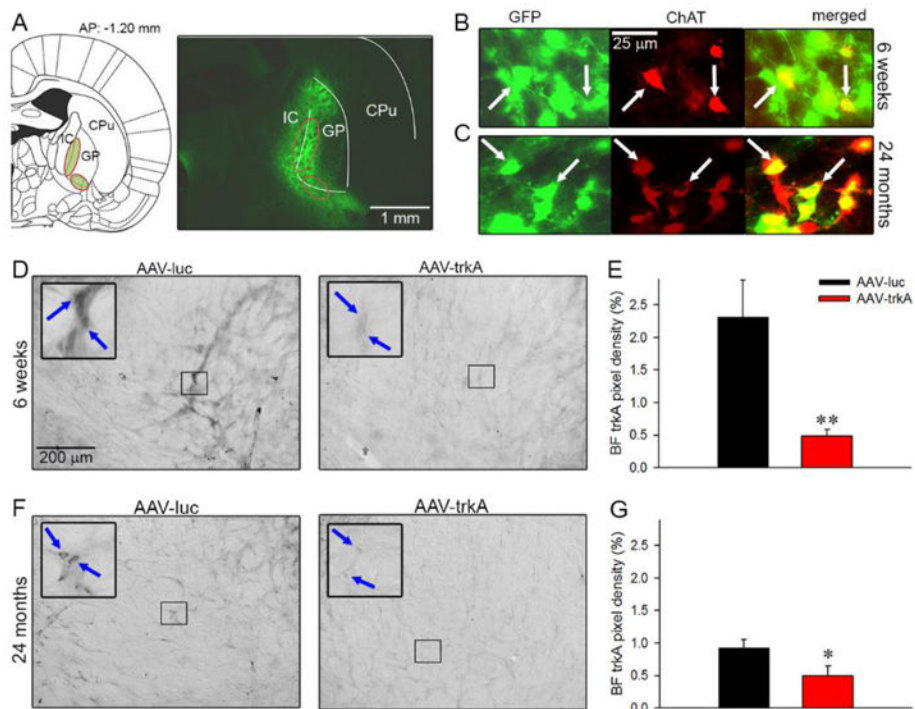 A
AP: -1.20 mm
CPu
IC
GP
IC
GP
CPu
1 mm
B
GFP
ChAT
merged
25 µm
6 weeks
C
24 months
D
AAV-luc
AAV-trkA
6 weeks
200 µm
E
AAV-luc
AAV-trkA
BF trkA pixel density (%)
2.5
2.0
1.5
1.0
0.5
0.0
**
F
AAV-luc
AAV-trkA
24 months
G
BF trkA pixel density (%)
2.5
2.0
1.5
1.0
0.5
0.0
*